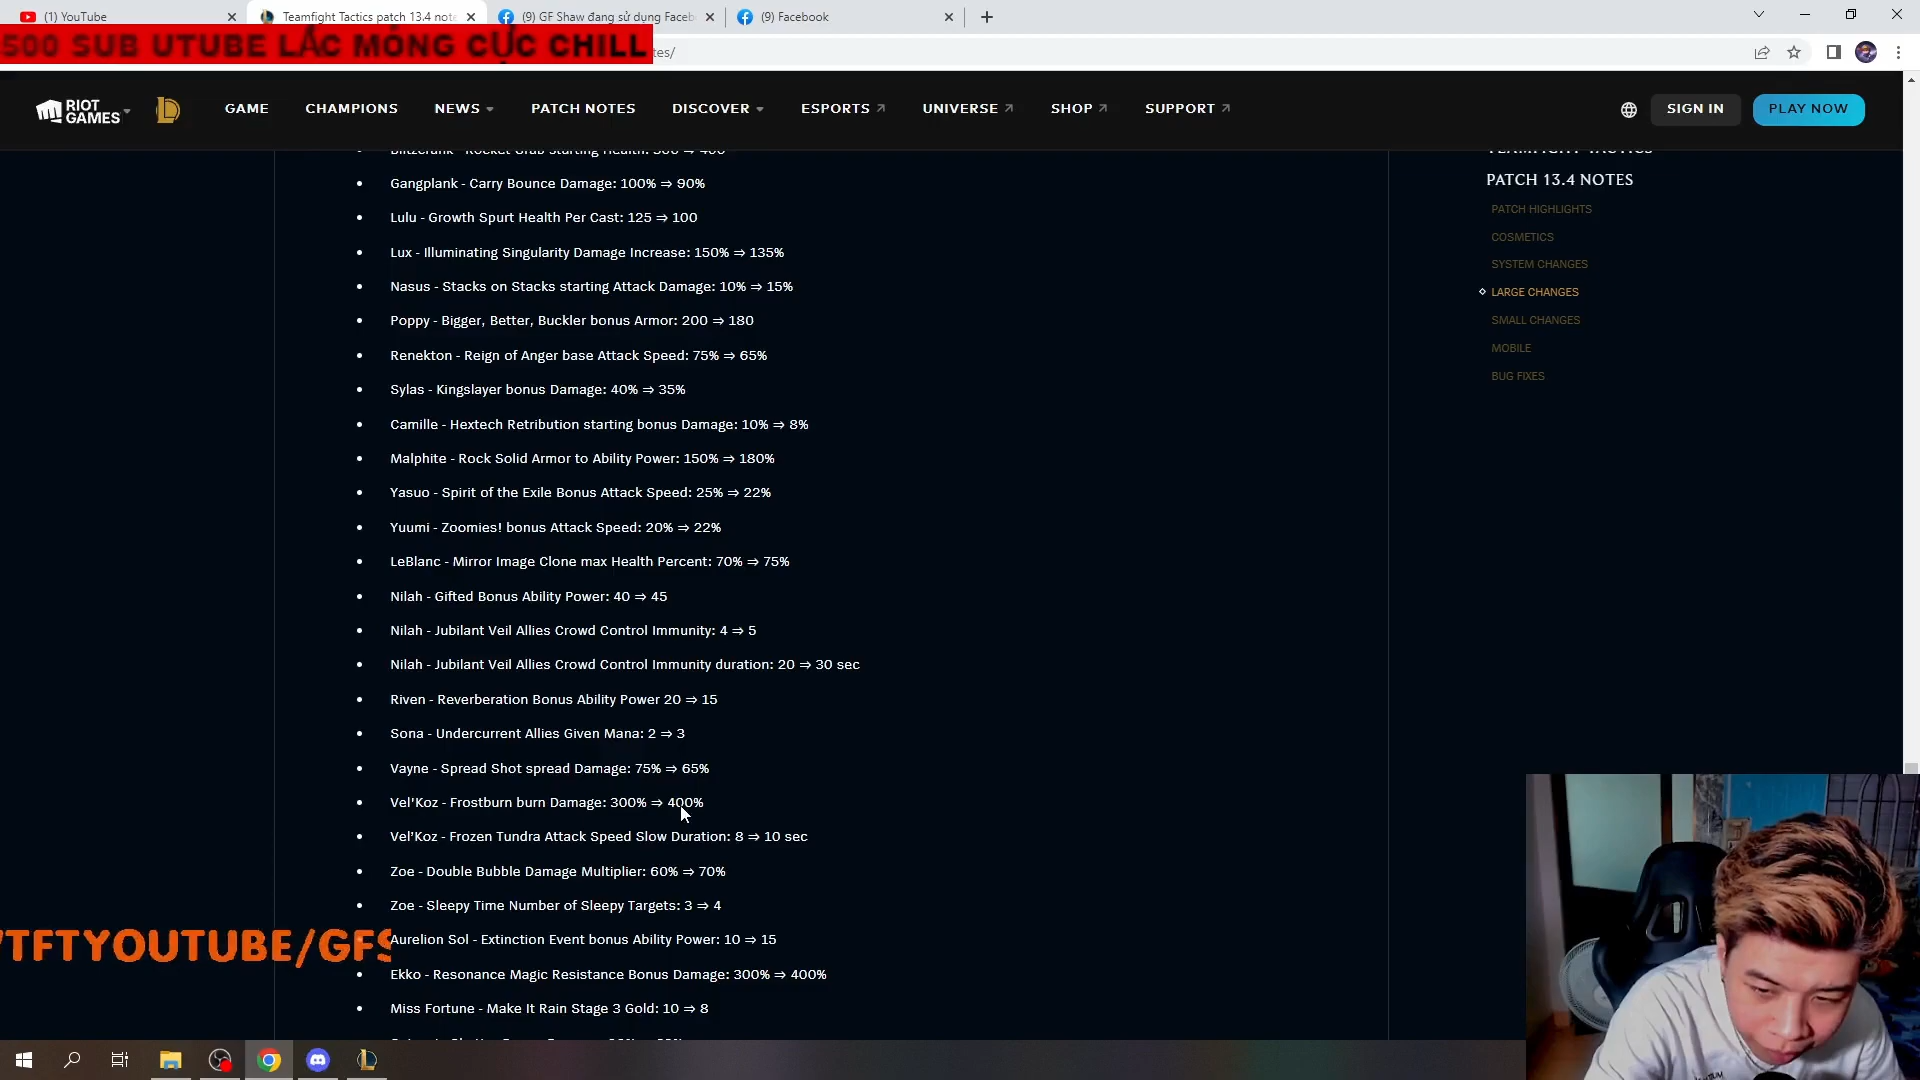 (1) YouTube
Teamfight Tactics patch 13.4 note
(9) GF Shaw đang sử dụng Faceb
(9) Facebook
500 SUB UTUBE LẮC MÔNG CỰC CHILL
tes/
RIOT GAMES
GAME
CHAMPIONS
NEWS
PATCH NOTES
DISCOVER
ESPORTS
UNIVERSE
SHOP
SUPPORT
SIGN IN
PLAY NOW
Blitzcrank - Rocket Grab starting Health: 300 ⇒ 400
Gangplank - Carry Bounce Damage: 100% ⇒ 90%
Lulu - Growth Spurt Health Per Cast: 125 ⇒ 100
Lux - Illuminating Singularity Damage Increase: 150% ⇒ 135%
Nasus - Stacks on Stacks starting Attack Damage: 10% ⇒ 15%
Poppy - Bigger, Better, Buckler bonus Armor: 200 ⇒ 180
Renekton - Reign of Anger base Attack Speed: 75% ⇒ 65%
Sylas - Kingslayer bonus Damage: 40% ⇒ 35%
Camille - Hextech Retribution starting bonus Damage: 10% ⇒ 8%
Malphite - Rock Solid Armor to Ability Power: 150% ⇒ 180%
Yasuo - Spirit of the Exile Bonus Attack Speed: 25% ⇒ 22%
Yuumi - Zoomies! bonus Attack Speed: 20% ⇒ 22%
LeBlanc - Mirror Image Clone max Health Percent: 70% ⇒ 75%
Nilah - Gifted Bonus Ability Power: 40 ⇒ 45
Nilah - Jubilant Veil Allies Crowd Control Immunity: 4 ⇒ 5
Nilah - Jubilant Veil Allies Crowd Control Immunity duration: 20 ⇒ 30 sec
Riven - Reverberation Bonus Ability Power 20 ⇒ 15
Sona - Undercurrent Allies Given Mana: 2 ⇒ 3
Vayne - Spread Shot spread Damage: 75% ⇒ 65%
Vel'Koz - Frostburn burn Damage: 300% ⇒ 400%
Vel’Koz - Frozen Tundra Attack Speed Slow Duration: 8 ⇒ 10 sec
Zoe - Double Bubble Damage Multiplier: 60% ⇒ 70%
Zoe - Sleepy Time Number of Sleepy Targets: 3 ⇒ 4
Aurelion Sol - Extinction Event bonus Ability Power: 10 ⇒ 15
Ekko - Resonance Magic Resistance Bonus Damage: 300% ⇒ 400%
Miss Fortune - Make It Rain Stage 3 Gold: 10 ⇒ 8
TEAMFIGHT TACTICS
PATCH 13.4 NOTES
PATCH HIGHLIGHTS
COSMETICS
SYSTEM CHANGES
LARGE CHANGES
SMALL CHANGES
MOBILE
BUG FIXES
TFTYOUTUBE/GFS